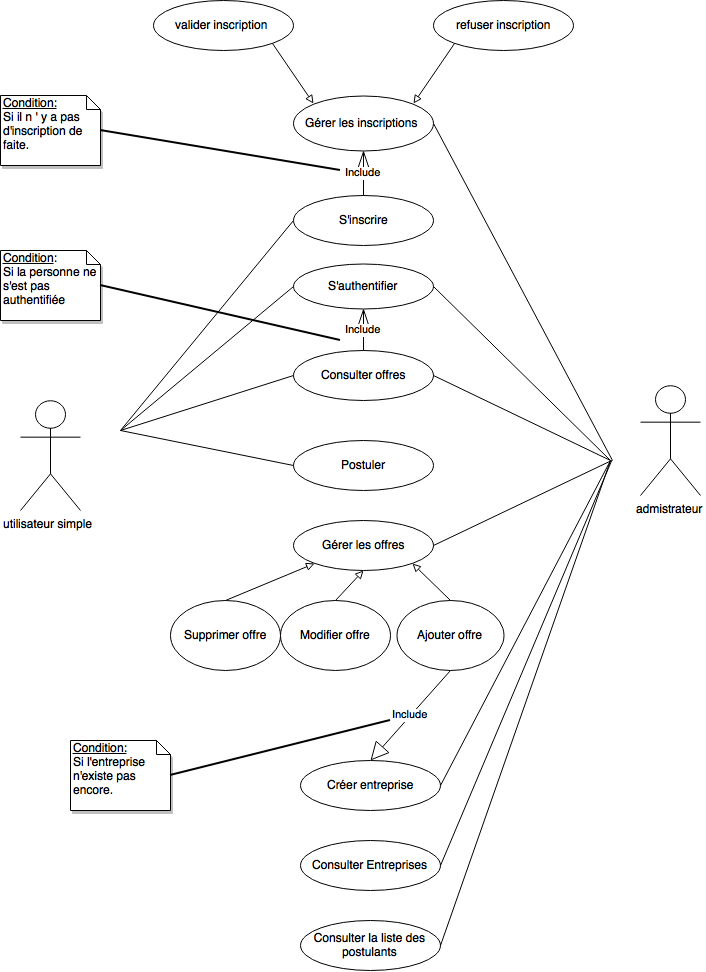 valider inscription
refuser inscription
Condition:
Si il n ' y a pas
d'inscription de
faite.
Gérer les inscriptions
Include
S'inscrire
Condition:
Si la personne ne
s'est pas
authentifiée
S'authentifier
Include
Consulter offres
utilisateur simple
admistrateur
Postuler
Gérer les offres
Supprimer offre
Modifier offre
Ajouter offre
Include
Condition:
Si l'entreprise
n'existe pas
encore.
Créer entreprise
Consulter Entreprises
Consulter la liste des
postulants